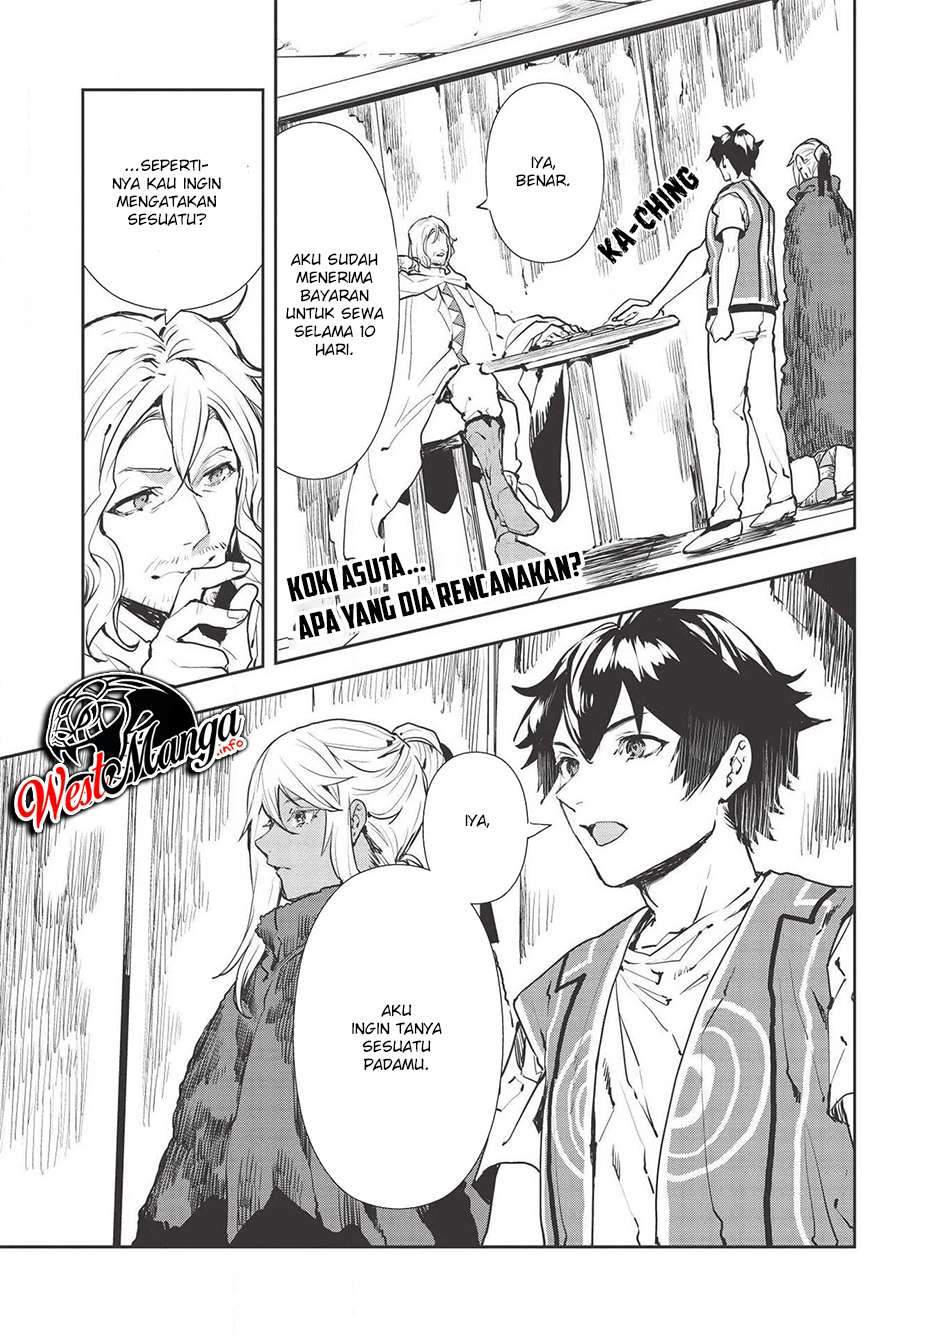 IYA,
BENAR.
KA-CHING
AKU SUDAH
MENERIMA
BAYARAN
UNTUK SEWA
SELAMA 10
HARI.
KOKI ASUTA...
APA YANG DIA RENCANAKAN?
...SEPERTI-
NYA KAU INGIN
MENGATAKAN
SESUATU?
WestManga
.info
IYA,
AKU
INGIN TANYA
SESUATU
PADAMU.